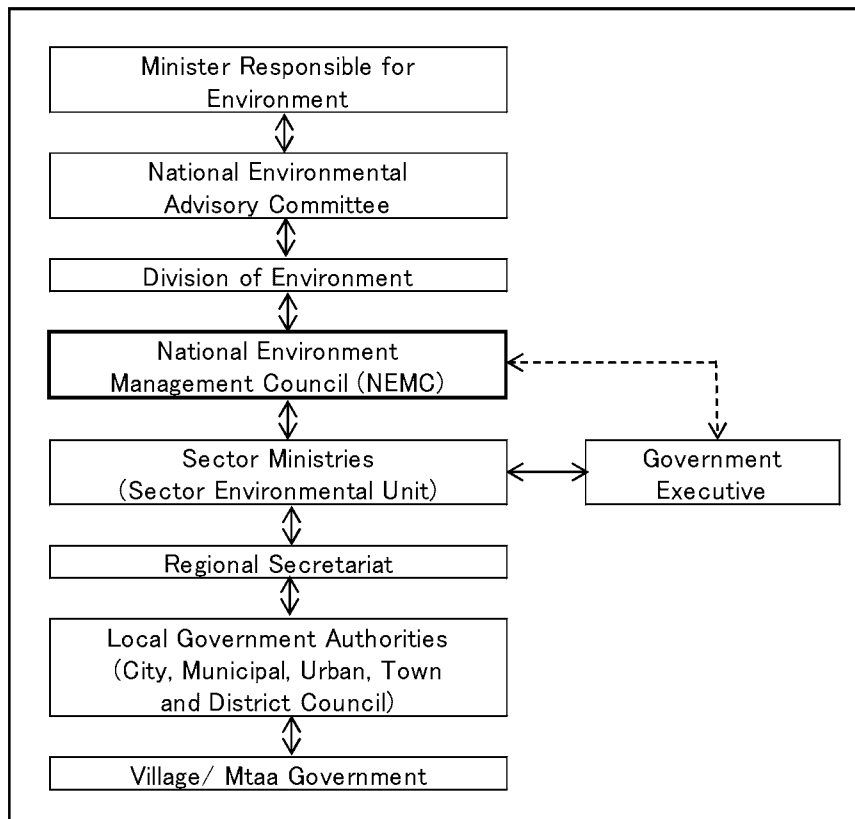 Minister Responsible for
Environment
National Environmental
Advisory Committee
Division of Environment
National Environment
Management Council (NEMC)
Sector Ministries
(Sector Environmental Unit)
Government
Executive
Regional Secretariat
Local Government Authorities
(City, Municipal, Urban, Town
and District Council)
Village/ Mtaa Government